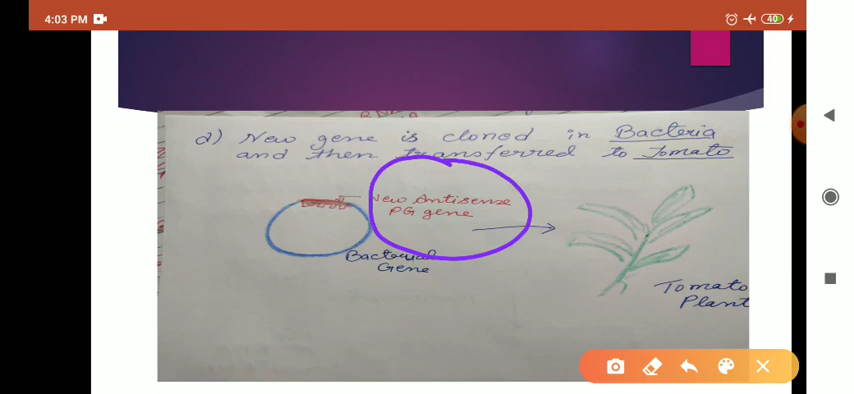 4:03 PM
40
2) New gene is cloned in Bacteria
and then transferred to Tomato
New Antisense
PG gene
Bacterial
Gene
Tomato
Plant